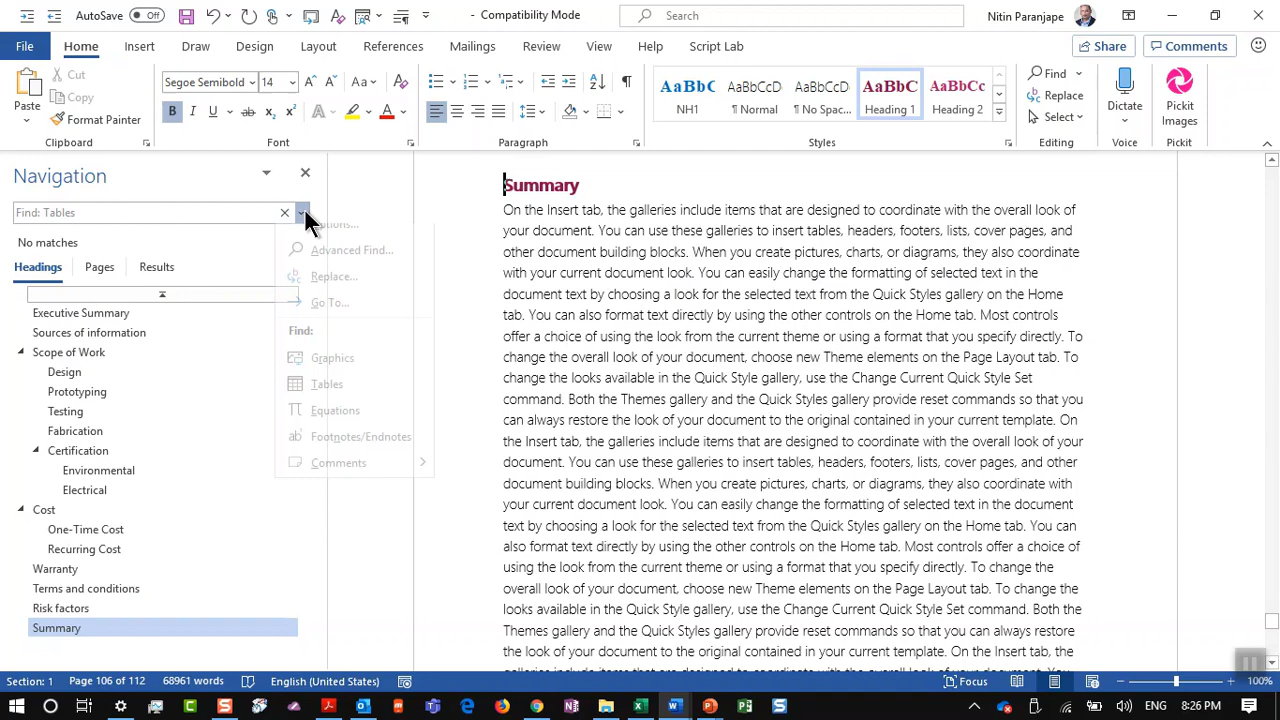 AutoSave Off
- Compatibility Mode
Search
Nitin Paranjape
File Home Insert Draw Design Layout References Mailings Review View Help Script Lab
Share Comments
Paste
Cut
Copy
Format Painter
Clipboard
Segoe Semibold 14
Font
Paragraph
AaBbC NH1
AaBbCcD ¶ Normal
AaBbCcD ¶ No Spac...
AaBbC Heading 1
AaBbCc Heading 2
Styles
Find
Replace
Select
Editing
Dictate
Voice
Pickit Images
Pickit
Navigation
Find: Tables
No matches
Headings Pages Results
Executive Summary
Sources of information
Scope of Work
Design
Prototyping
Testing
Fabrication
Certification
Environmental
Electrical
Cost
One-Time Cost
Recurring Cost
Warranty
Terms and conditions
Risk factors
Summary
Advanced Find...
Replace...
Go To...
Find:
Graphics
Tables
Equations
Footnotes/Endnotes
Comments
Summary
On the Insert tab, the galleries include items that are designed to coordinate with the overall look of
your document. You can use these galleries to insert tables, headers, footers, lists, cover pages, and
other document building blocks. When you create pictures, charts, or diagrams, they also coordinate
with your current document look. You can easily change the formatting of selected text in the
document text by choosing a look for the selected text from the Quick Styles gallery on the Home
tab. You can also format text directly by using the other controls on the Home tab. Most controls
offer a choice of using the look from the current theme or using a format that you specify directly. To
change the overall look of your document, choose new Theme elements on the Page Layout tab. To
change the looks available in the Quick Style gallery, use the Change Current Quick Style Set
command. Both the Themes gallery and the Quick Styles gallery provide reset commands so that you
can always restore the look of your document to the original contained in your current template. On
the Insert tab, the galleries include items that are designed to coordinate with the overall look of your
document. You can use these galleries to insert tables, headers, footers, lists, cover pages, and other
document building blocks. When you create pictures, charts, or diagrams, they also coordinate with
your current document look. You can easily change the formatting of selected text in the document
text by choosing a look for the selected text from the Quick Styles gallery on the Home tab. You can
also format text directly by using the other controls on the Home tab. Most controls offer a choice of
using the look from the current theme or using a format that you specify directly. To change the
overall look of your document, choose new Theme elements on the Page Layout tab. To change the
looks available in the Quick Style gallery, use the Change Current Quick Style Set command. Both the
Themes gallery and the Quick Styles gallery provide reset commands so that you can always restore
the look of your document to the original contained in your current template. On the Insert tab, the
Section: 1 Page 106 of 112 68961 words English (United States) Focus 100%
8:26 PM